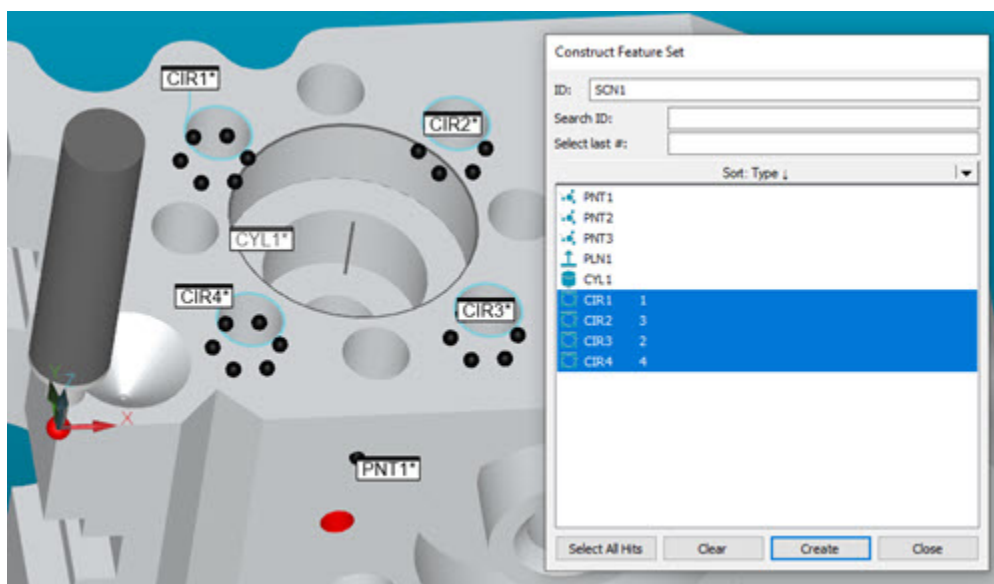 CIR1*
CIR2*
CYL1*
CIR4*
CIR3*
PNT1*
Y
Z
X
Construct Feature Set
ID: SCN1
Search ID:
Select last #:
Sort: Type ↓
PNT1
PNT2
PNT3
PLN1
CYL1
CIR1 1
CIR2 3
CIR3 2
CIR4 4
Select All Hits Clear Create Close